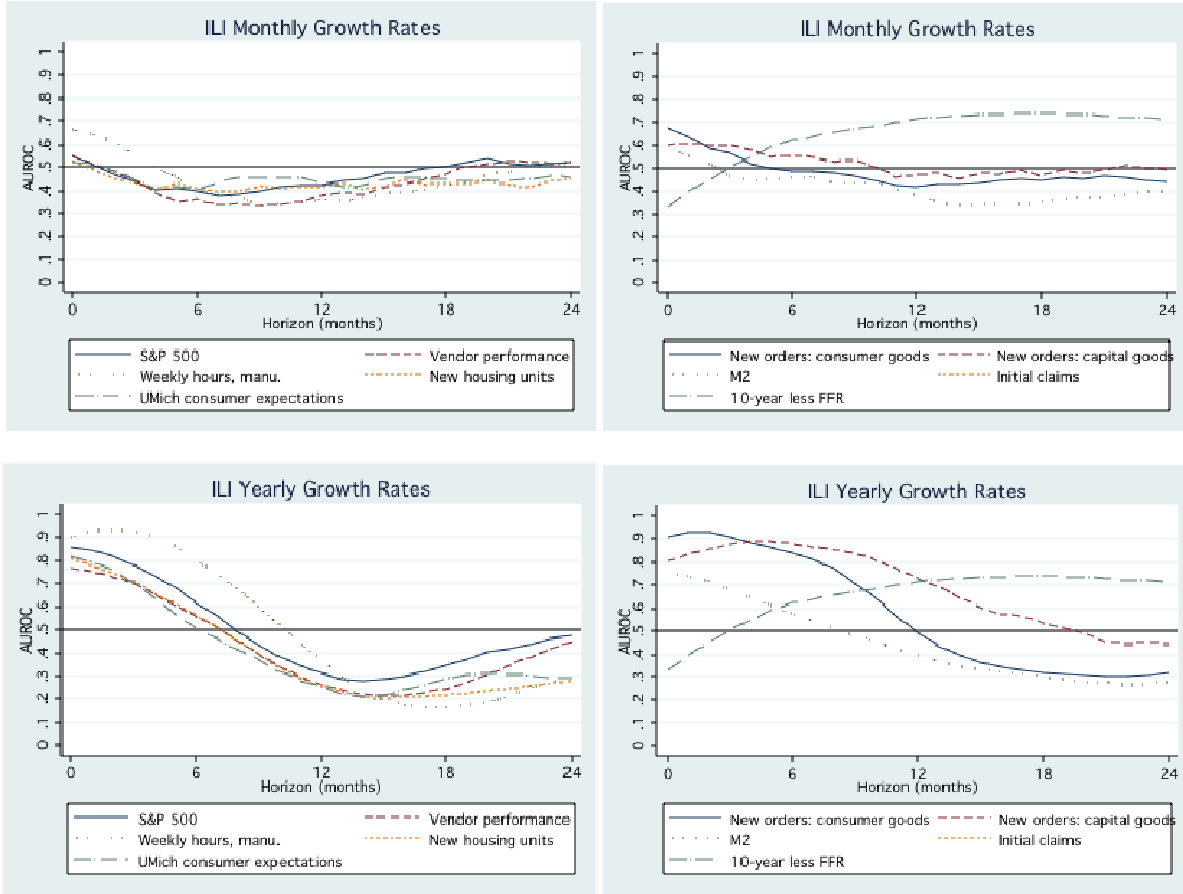 ILI Monthly Growth Rates
AUROC
0 .1 .2 .3 .4 .5 .6 .7 .8 .9 1
0 6 12 18 24
Horizon (months)
S&P 500 Vendor performance
Weekly hours, manu. New housing units
UMich consumer expectations
ILI Monthly Growth Rates
AUROC
0 .1 .2 .3 .4 .5 .6 .7 .8 .9 1
0 6 12 18 24
Horizon (months)
New orders: consumer goods New orders: capital goods
M2 Initial claims
10-year less FFR
ILI Yearly Growth Rates
AUROC
0 .1 .2 .3 .4 .5 .6 .7 .8 .9 1
0 6 12 18 24
Horizon (months)
S&P 500 Vendor performance
Weekly hours, manu. New housing units
UMich consumer expectations
ILI Yearly Growth Rates
AUROC
0 .1 .2 .3 .4 .5 .6 .7 .8 .9 1
0 6 12 18 24
Horizon (months)
New orders: consumer goods New orders: capital goods
M2 Initial claims
10-year less FFR